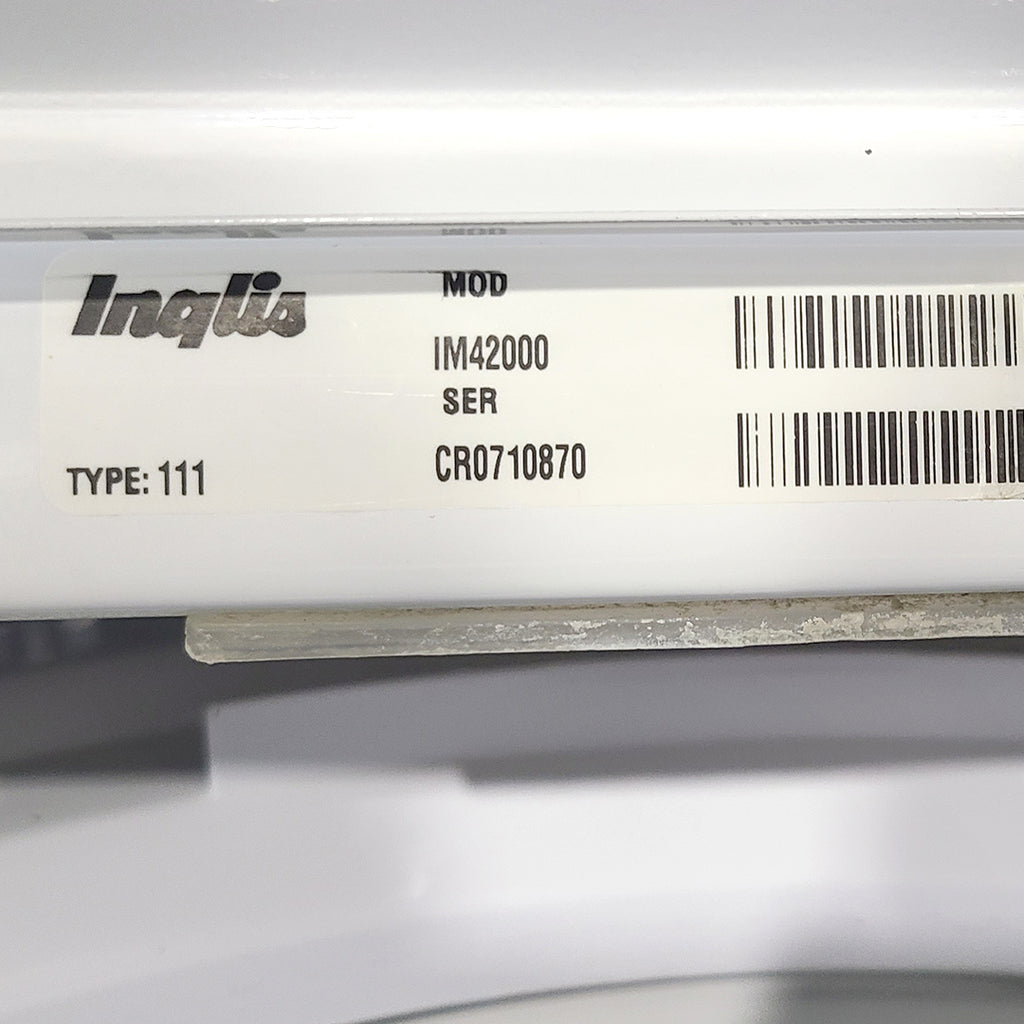 Inglis
MOD
IM42000
SER
CR0710870
TYPE: 111